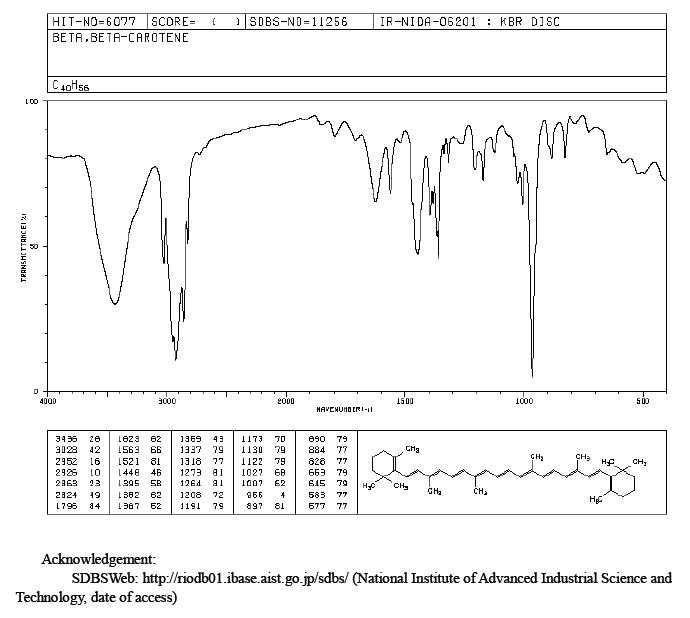 HIT-NO=6077 SCORE= ( ) SDBS-NO=11256 IR-NIDA-06201 : KBR DISC
BETA,BETA-CAROTENE
C40H56
100
50
0
TRANSMITTANCE(%)
4000 3000 2000 1500 1000 500
WAVENUMBER(-1)
3436 28 1623 62 1369 43 1173 70 890 79
3028 42 1563 66 1337 79 1130 79 884 77
2952 16 1521 81 1318 77 1122 79 828 77
2926 10 1448 46 1279 81 1027 68 663 79
2863 23 1395 58 1264 81 1007 62 645 79
2824 49 1382 62 1208 72 966 4 583 77
1796 84 1367 52 1191 79 897 81 577 77
CH3
H3C
CH3
CH3
CH3
CH3
CH3
H3C
CH3
H3C
Acknowledgement:
SDBSWeb: http://riodb01.ibase.aist.go.jp/sdbs/ (National Institute of Advanced Industrial Science and
Technology, date of access)